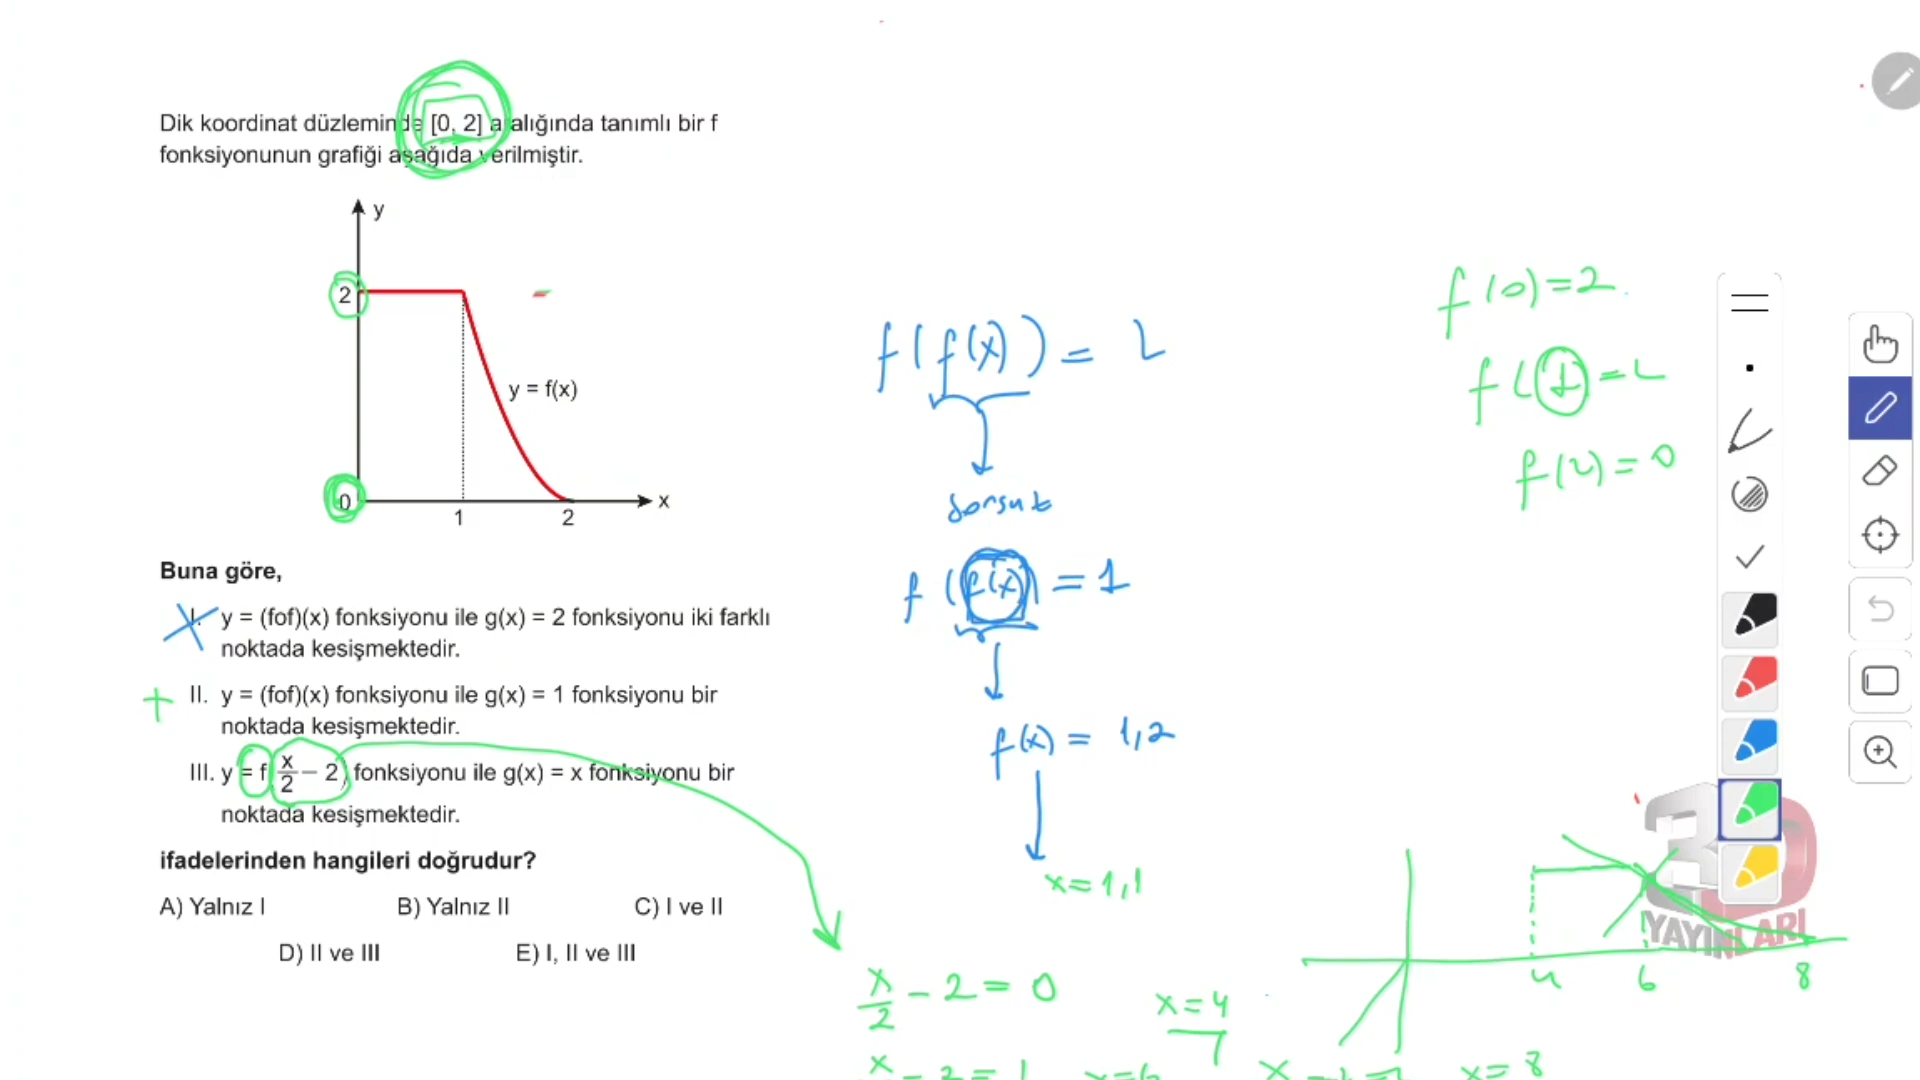 Dik koordinat düzleminde [0, 2] aralığında tanımlı bir f
fonksiyonunun grafiği aşağıda verilmiştir.
y
2
y = f(x)
0
1
2
x
Buna göre,
I. y = (fof)(x) fonksiyonu ile g(x) = 2 fonksiyonu iki farklı
noktada kesişmektedir.
II. y = (fof)(x) fonksiyonu ile g(x) = 1 fonksiyonu bir
noktada kesişmektedir.
III. y = f(x/2 − 2) fonksiyonu ile g(x) = x fonksiyonu bir
noktada kesişmektedir.
ifadelerinden hangileri doğrudur?
A) Yalnız I
B) Yalnız II
C) I ve II
D) II ve III
E) I, II ve III
f(f(x)) = 2
sonsuz
f(f(x)) = 1
f(x) = 1,2
x = 1,1
f(0) = 2
f(1) = 2
f(2) = 0
x/2 - 2 = 0
x = 4
x = 8
4
6
8
3D
YAYINLARI